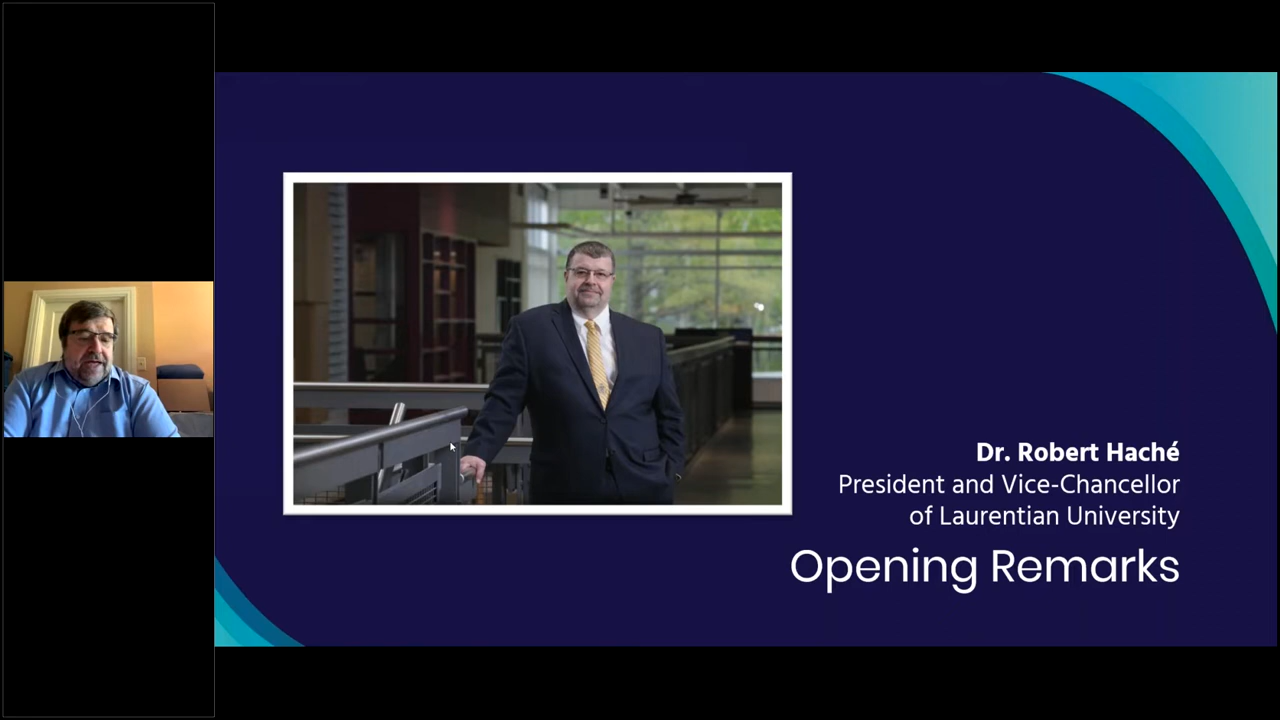 Dr. Robert Haché
President and Vice-Chancellor
of Laurentian University
Opening Remarks